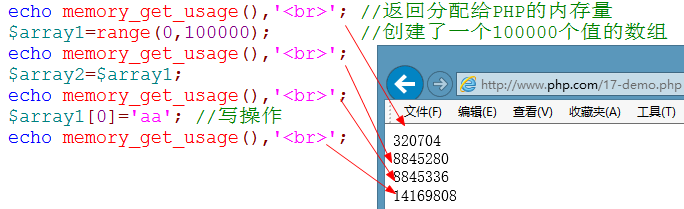 echo memory_get_usage(),'<br>'; //返回分配给PHP的内存量
$array1=range(0,100000); //创建了一个100000个值的数组
echo memory_get_usage(),'<br>';
$array2=$array1;
echo memory_get_usage(),'<br>';
$array1[0]='aa'; //写操作
echo memory_get_usage(),'<br>';
http://www.php.com/17-demo.php
文件(F) 编辑(E) 查看(V) 收藏夹(A) 工具(T)
320704
8845280
8845336
14169808